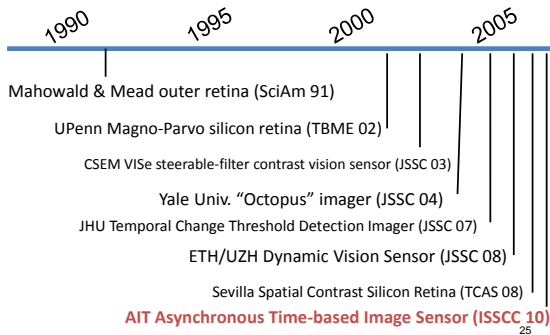 1990 1995 2000 2005
Mahowald & Mead outer retina (SciAm 91)
UPenn Magno-Parvo silicon retina (TBME 02)
CSEM VISe steerable-filter contrast vision sensor (JSSC 03)
Yale Univ. “Octopus” imager (JSSC 04)
JHU Temporal Change Threshold Detection Imager (JSSC 07)
ETH/UZH Dynamic Vision Sensor (JSSC 08)
Sevilla Spatial Contrast Silicon Retina (TCAS 08)
AIT Asynchronous Time-based Image Sensor (ISSCC 10)
25